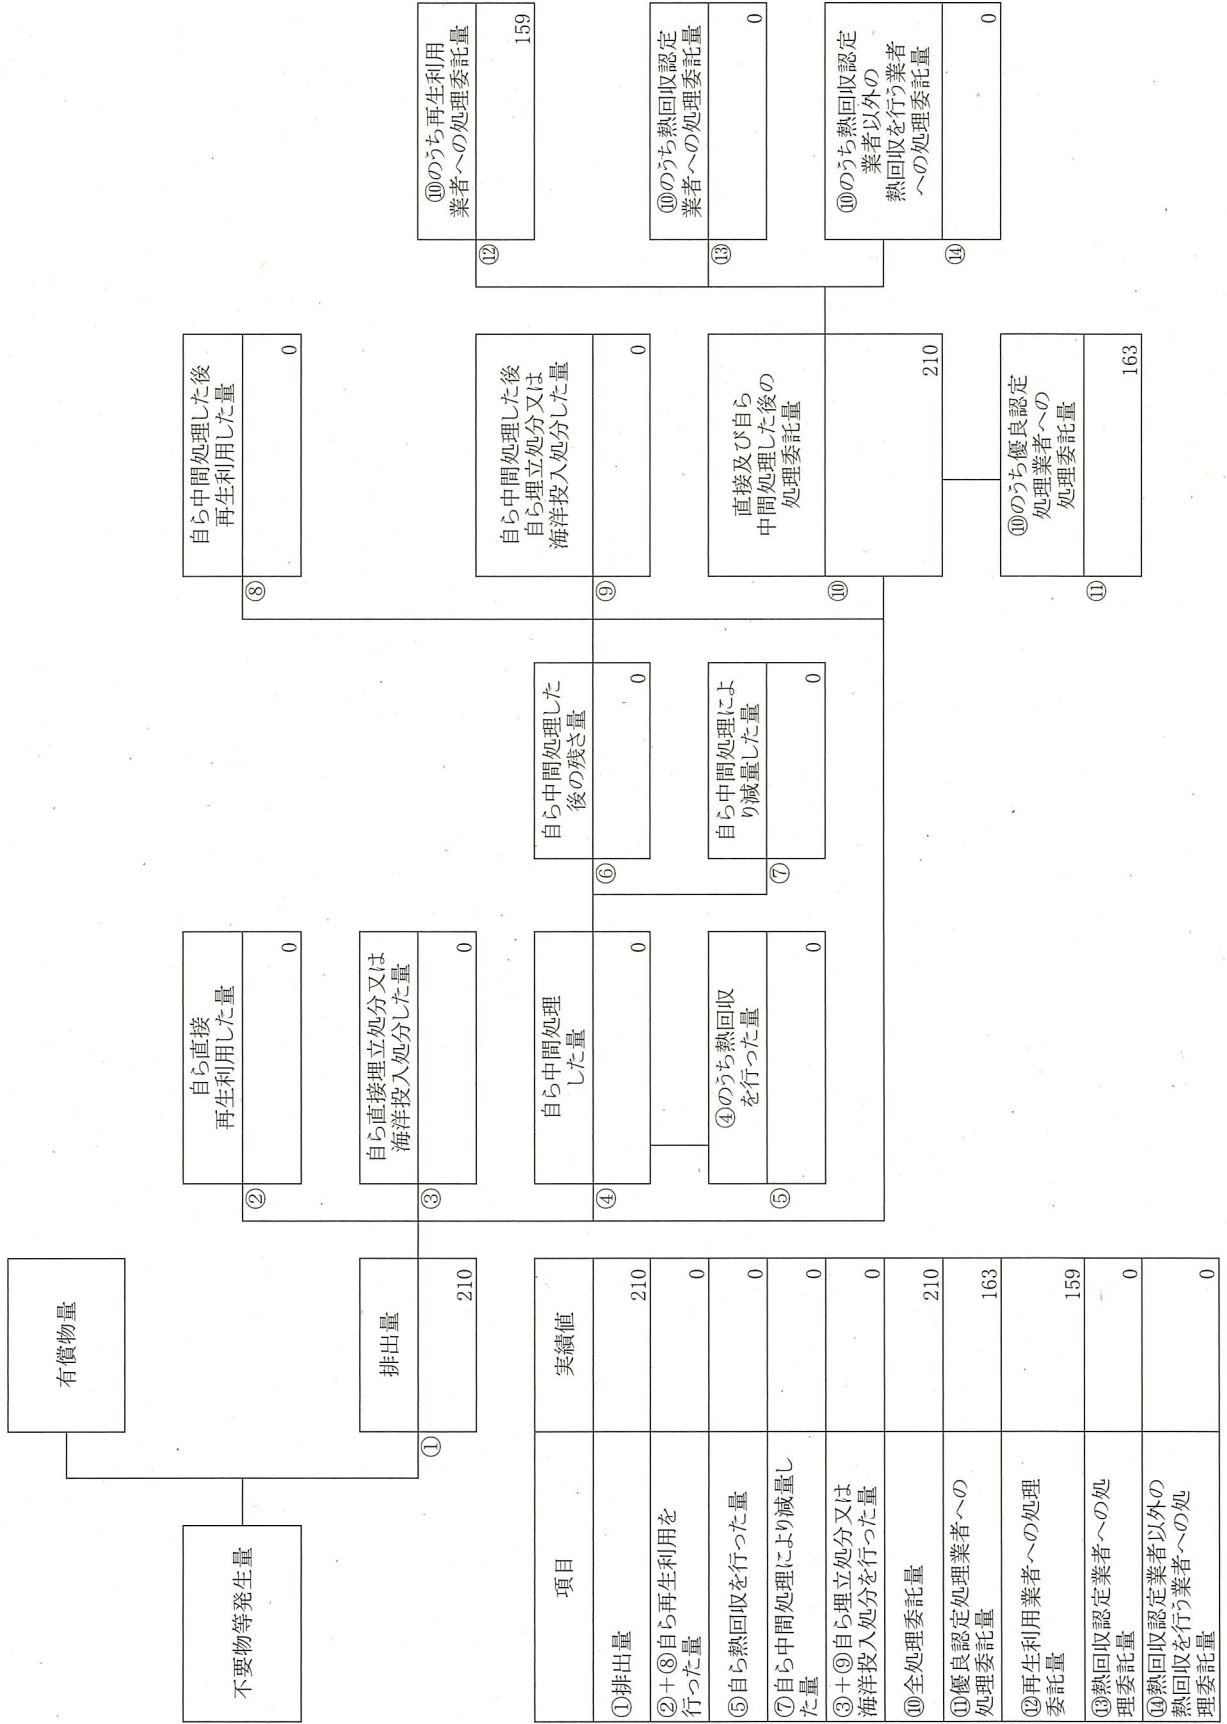 有償物量
不要物等発生量
排出量
①
210
自ら直接
再生利用した量
②
0
自ら直接埋立処分又は
海洋投入処分した量
③
0
自ら中間処理
した量
④
0
④のうち熱回収
を行った量
⑤
0
自ら中間処理した
後の残さ量
⑥
0
自ら中間処理によ
り減量した量
⑦
0
自ら中間処理した後
再生利用した量
⑧
0
自ら中間処理した後
自ら埋立処分又は
海洋投入処分した量
⑨
0
直接及び自ら
中間処理した後の
処理委託量
⑩
210
⑩のうち優良認定
処理業者への
処理委託量
⑪
163
⑩のうち再生利用
業者への処理委託量
⑫
159
⑩のうち熱回収認定
業者への処理委託量
⑬
0
⑩のうち熱回収認定
業者以外の
熱回収を行う業者
への処理委託量
⑭
0
項目 実績値
①排出量 210
②+⑧自ら再生利用を
行った量 0
⑤自ら熱回収を行った量 0
⑦自ら中間処理により減量し
た量 0
③+⑨自ら埋立処分又は
海洋投入処分を行った量 0
⑩全処理委託量 210
⑪優良認定処理業者への
処理委託量 163
⑫再生利用業者への処理
委託量 159
⑬熱回収認定業者への処
理委託量 0
⑭熱回収認定業者以外の
熱回収を行う業者への処
理委託量 0